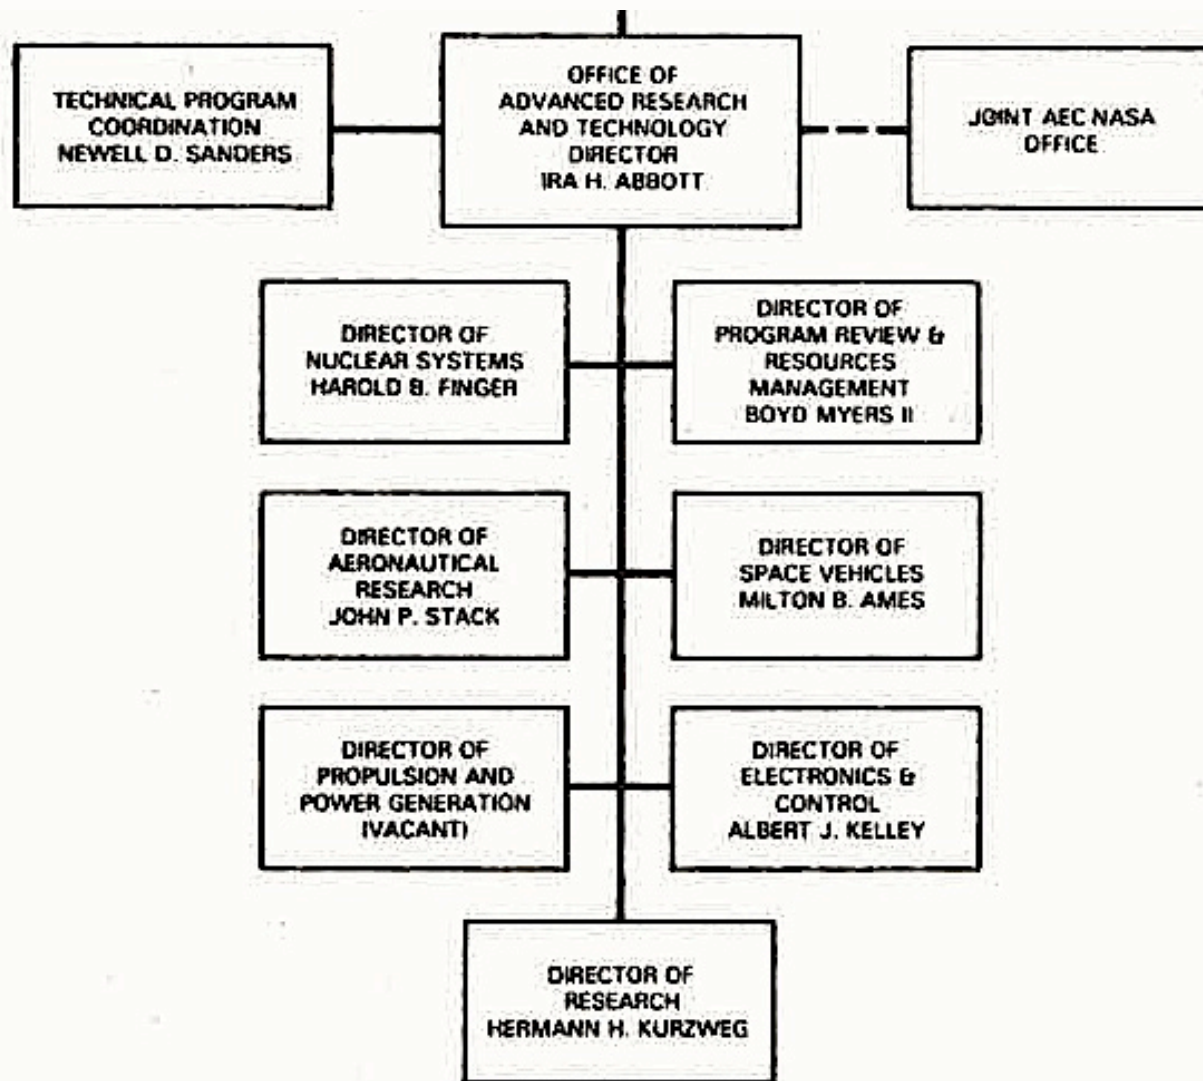 TECHNICAL PROGRAM
COORDINATION
NEWELL D. SANDERS
OFFICE OF
ADVANCED RESEARCH
AND TECHNOLOGY
DIRECTOR
IRA H. ABBOTT
JOINT AEC NASA
OFFICE
DIRECTOR OF
NUCLEAR SYSTEMS
HAROLD B. FINGER
DIRECTOR OF
PROGRAM REVIEW &
RESOURCES
MANAGEMENT
BOYD MYERS II
DIRECTOR OF
AERONAUTICAL
RESEARCH
JOHN P. STACK
DIRECTOR OF
SPACE VEHICLES
MILTON B. AMES
DIRECTOR OF
PROPULSION AND
POWER GENERATION
(VACANT)
DIRECTOR OF
ELECTRONICS &
CONTROL
ALBERT J. KELLEY
DIRECTOR OF
RESEARCH
HERMANN H. KURZWEG